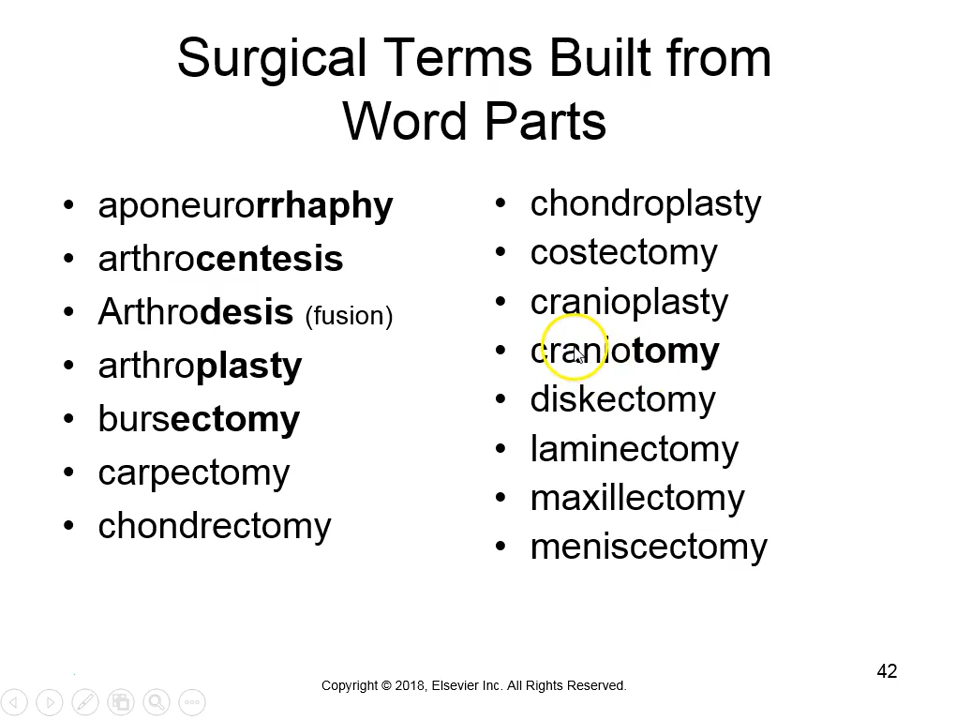 Surgical Terms Built from
Word Parts
• aponeurorrhaphy
• arthrocentesis
• Arthrodesis (fusion)
• arthroplasty
• bursectomy
• carpectomy
• chondrectomy
• chondroplasty
• costectomy
• cranioplasty
• craniotomy
• diskectomy
• laminectomy
• maxillectomy
• meniscectomy
42
Copyright © 2018, Elsevier Inc. All Rights Reserved.